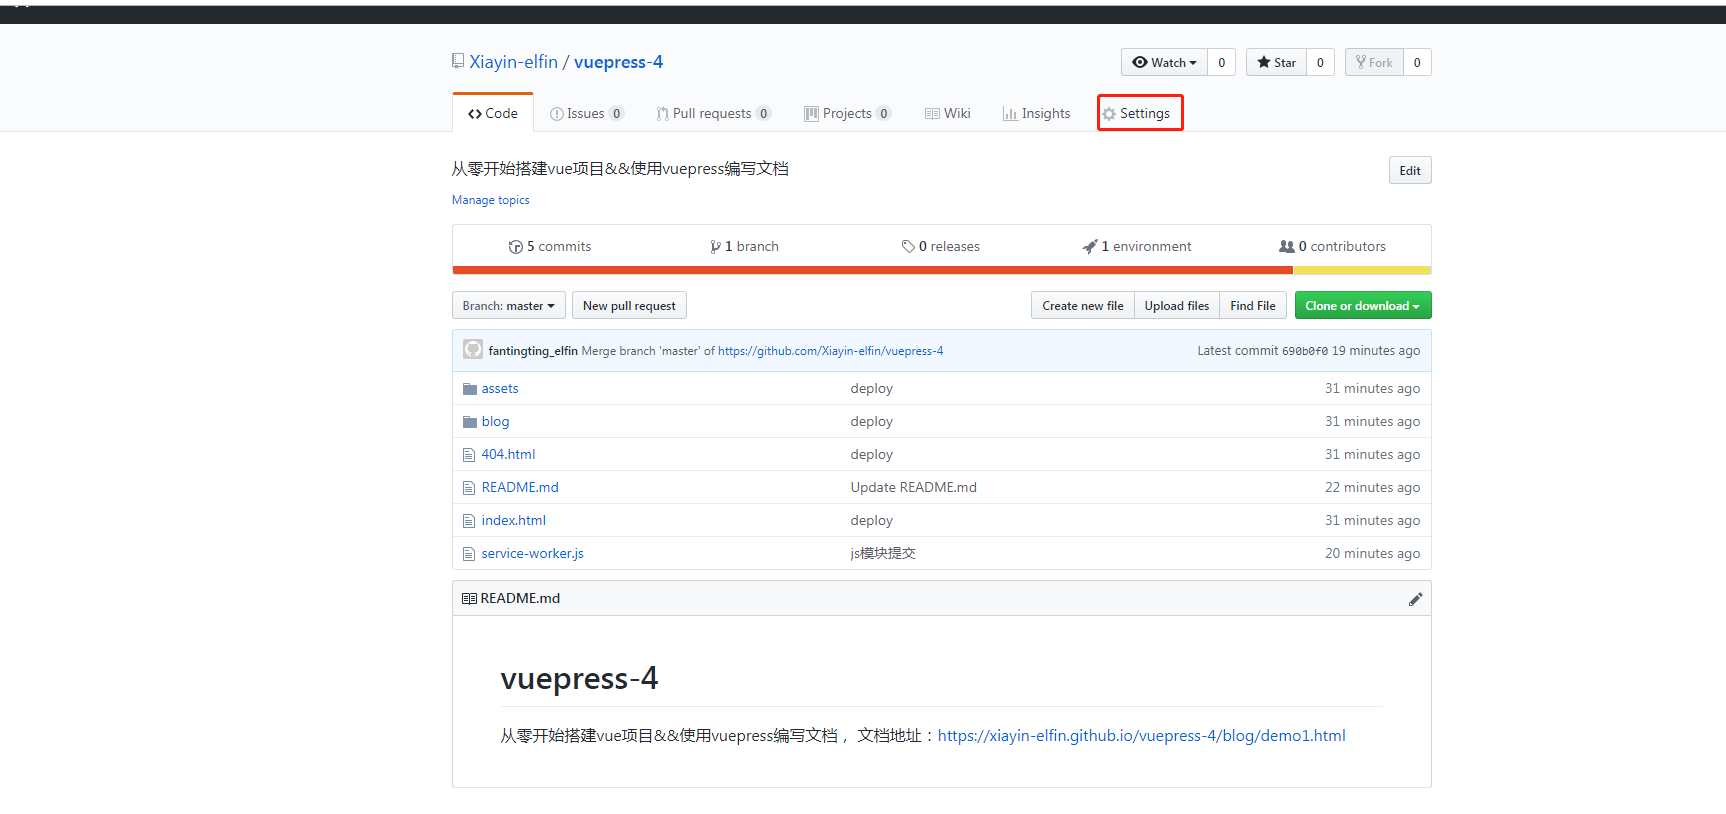 Xiayin-elfin / vuepress-4
Watch 0 Star 0 Fork 0
Code Issues 0 Pull requests 0 Projects 0 Wiki Insights Settings
从零开始搭建vue项目&&使用vuepress编写文档 Edit
Manage topics
5 commits 1 branch 0 releases 1 environment 0 contributors
Branch: master New pull request Create new file Upload files Find File Clone or download
fantingting_elfin Merge branch 'master' of https://github.com/Xiayin-elfin/vuepress-4 Latest commit 690b0f0 19 minutes ago
assets deploy 31 minutes ago
blog deploy 31 minutes ago
404.html deploy 31 minutes ago
README.md Update README.md 22 minutes ago
index.html deploy 31 minutes ago
service-worker.js js模块提交 20 minutes ago
README.md
vuepress-4
从零开始搭建vue项目&&使用vuepress编写文档 ，文档地址：https://xiayin-elfin.github.io/vuepress-4/blog/demo1.html